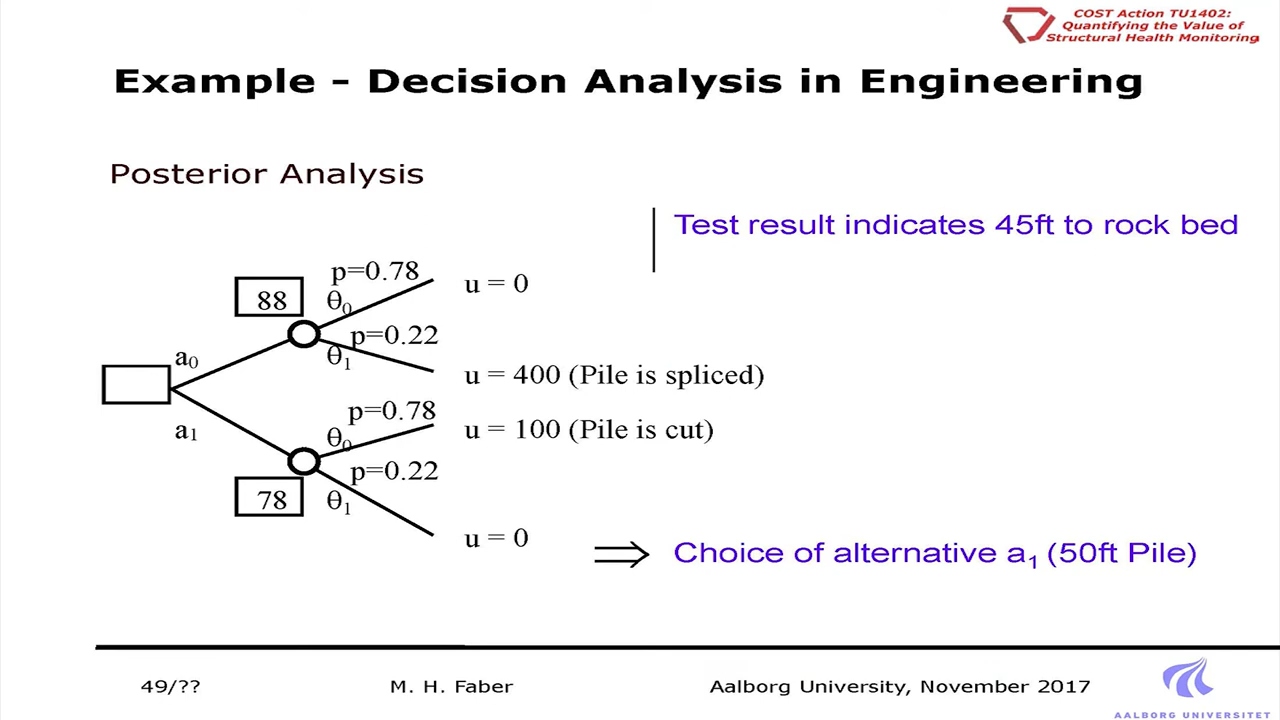 COST Action TU1402:
Quantifying the Value of
Structural Health Monitoring
Example - Decision Analysis in Engineering
Posterior Analysis
Test result indicates 45ft to rock bed
p=0.78
88
θ0
u = 0
p=0.22
a0
θ1
u = 400 (Pile is spliced)
p=0.78
a1
θ0
u = 100 (Pile is cut)
p=0.22
78
θ1
u = 0
⇒ Choice of alternative a1 (50ft Pile)
49/??
M. H. Faber
Aalborg University, November 2017
AALBORG UNIVERSITET